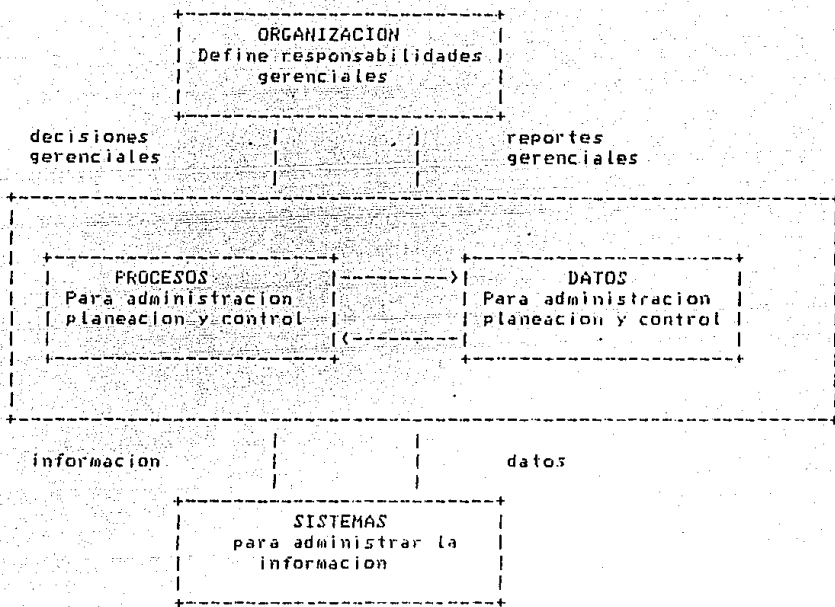 ORGANIZACION
Define responsabilidades
gerenciales
decisiones
gerenciales
reportes
gerenciales
PROCESOS
Para administracion
planeacion y control
DATOS
Para administracion
planeacion y control
informacion
datos
SISTEMAS
para administrar la
informacion